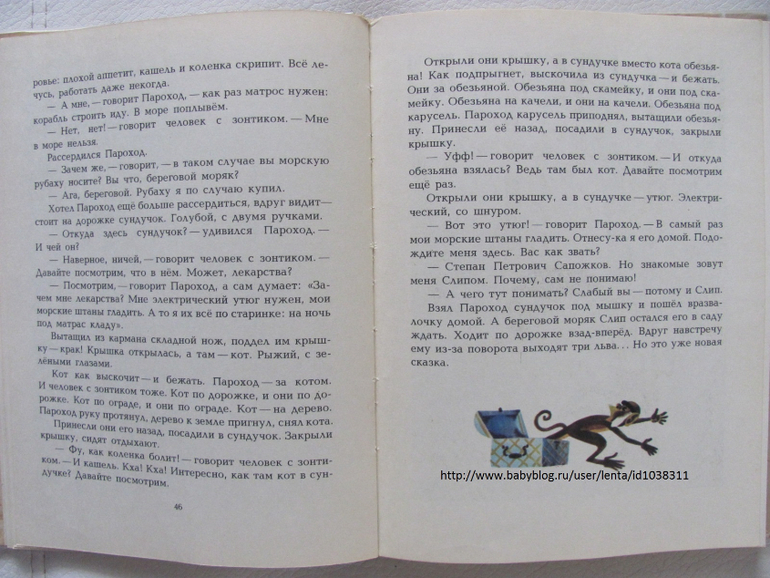 ровье: плохой аппетит, кашель и коленка скрипит. Всё ле-
чусь, работать даже некогда.
— А мне, — говорит Пароход, — как раз матрос нужен:
корабль строить иду. В море поплывём.
— Нет, нет! — говорит человек с зонтиком. — Мне
в море нельзя.
Рассердился Пароход.
— Зачем же, — говорит, — в таком случае вы морскую
рубаху носите? Вы что, береговой моряк?
— Ага, береговой. Рубаху я по случаю купил.
Хотел Пароход ещё больше рассердиться, вдруг видит —
стоит на дорожке сундучок. Голубой, с двумя ручками.
— Откуда здесь сундучок? — удивился Пароход. —
И чей он?
— Наверное, ничей, — говорит человек с зонтиком. —
Давайте посмотрим, что в нём. Может, лекарства?
— Посмотрим, — говорит Пароход, а сам думает: «За-
чем мне лекарства? Мне электрический утюг нужен, мои
морские штаны гладить. А то я их всё по старинке: на ночь
под матрас кладу».
Вытащил из кармана складной нож, поддел им крыш-
ку — крак! Крышка открылась, а там — кот. Рыжий, с зе-
лёными глазами.
Кот как выскочит — и бежать. Пароход — за котом.
И человек с зонтиком тоже. Кот по дорожке, и они по до-
рожке. Кот по ограде, и они по ограде. Кот — на дерево.
Пароход руку протянул, дерево к земле пригнул, снял кота.
Принесли они его назад, посадили в сундучок. Закрыли
крышку, сидят отдыхают.
— Фу, как коленка болит! — говорит человек с зонти-
ком. — И кашель. Кха! Кха! Интересно, как там кот в сун-
дучке? Давайте посмотрим.
46
Открыли они крышку, а в сундучке вместо кота обезья-
на! Как подпрыгнет, выскочила из сундучка — и бежать.
Они за обезьяной. Обезьяна под скамейку, и они под ска-
мейку. Обезьяна на качели, и они на качели. Обезьяна под
карусель. Пароход карусель приподнял, вытащили обезья-
ну. Принесли её назад, посадили в сундучок, закрыли
крышку.
— Уфф! — говорит человек с зонтиком. — И откуда
обезьяна взялась? Ведь там был кот. Давайте посмотрим
ещё раз.
Открыли они крышку, а в сундучке — утюг. Электри-
ческий, со шнуром.
— Вот это утюг! — говорит Пароход. — В самый раз
мои морские штаны гладить. Отнесу-ка я его домой. Подо-
ждите меня здесь. Вас как звать?
— Степан Петрович Сапожков. Но знакомые зовут
меня Слипом. Почему, сам не понимаю!
— А чего тут понимать? Слабый вы — потому и Слип.
Взял Пароход сундучок под мышку и пошёл вразва-
лочку домой. А береговой моряк Слип остался его в саду
ждать. Ходит по дорожке взад-вперёд. Вдруг навстречу
ему из-за поворота выходят три льва... Но это уже новая
сказка.
http://www.babyblog.ru/user/lenta/id1038311